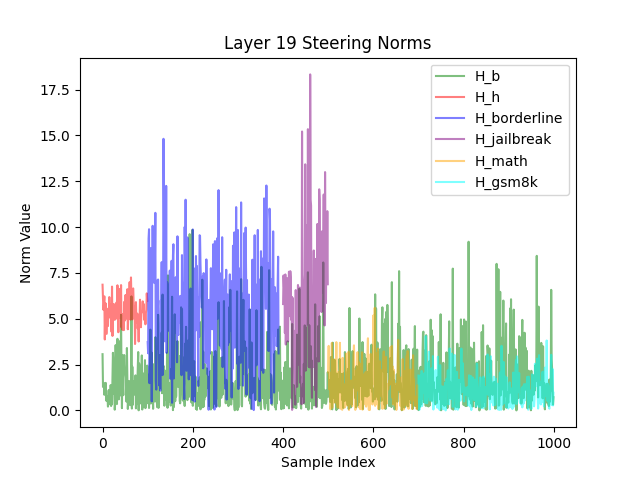 Layer 19 Steering Norms
Norm Value
17.5
15.0
12.5
10.0
7.5
5.0
2.5
0.0
H_b
H_h
H_borderline
H_jailbreak
H_math
H_gsm8k
0
200
400
600
800
1000
Sample Index